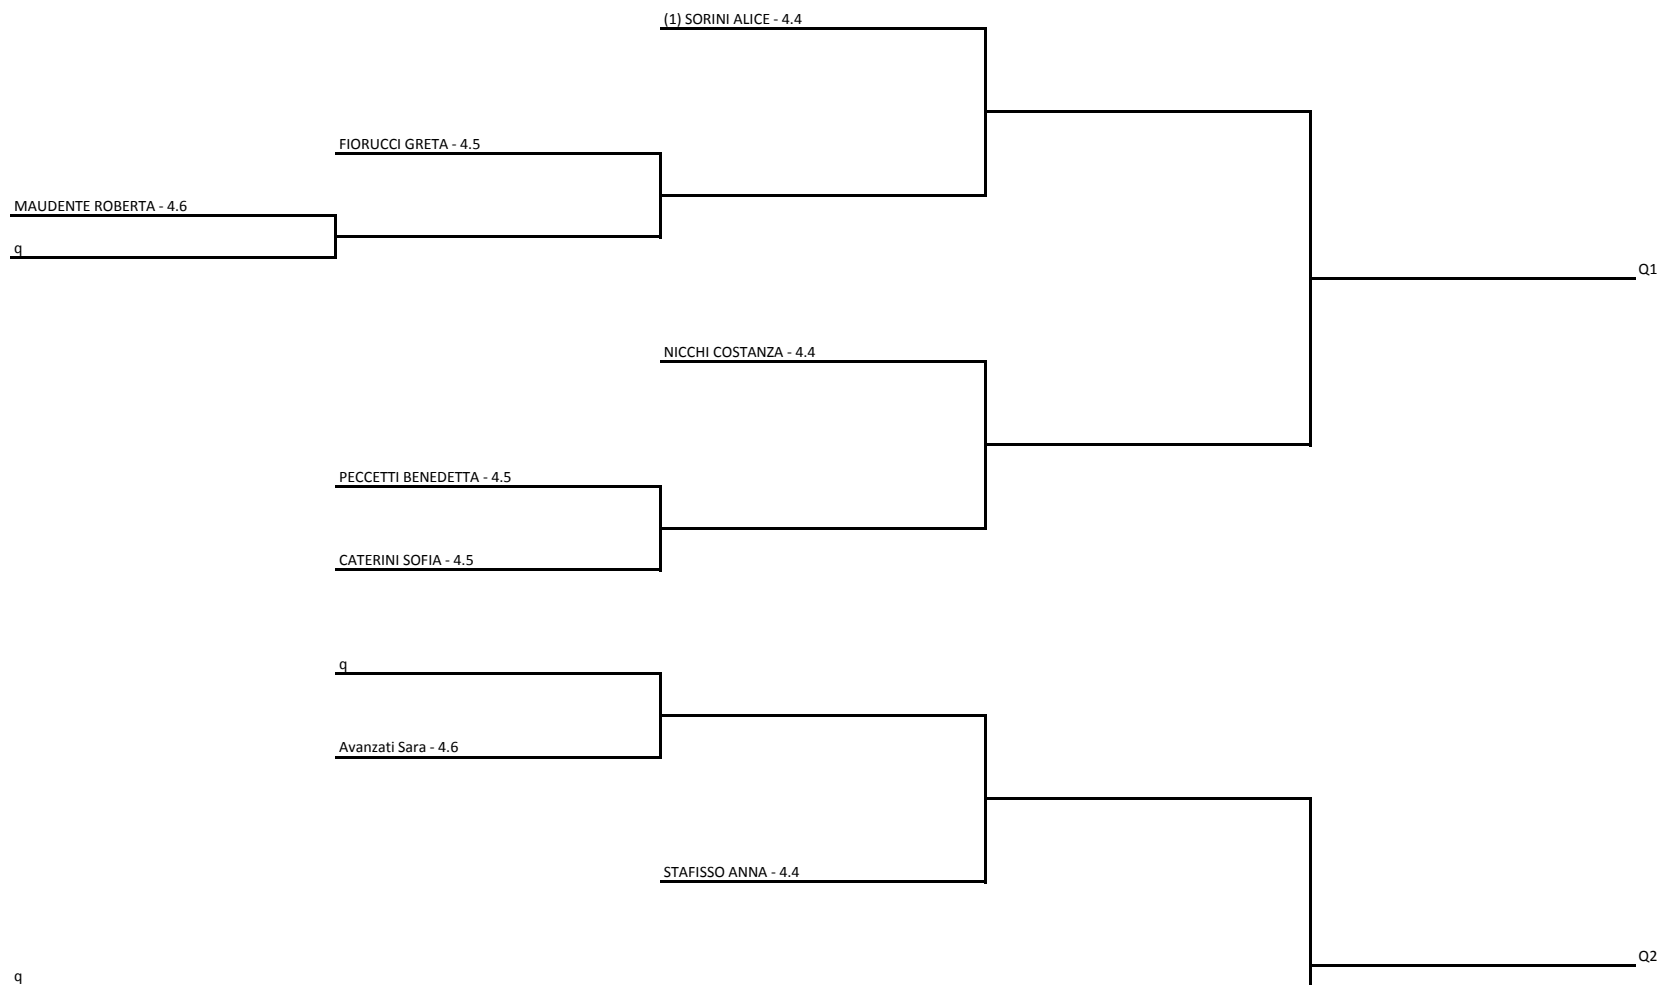 (1) SORINI ALICE - 4.4
FIORUCCI GRETA - 4.5
MAUDENTE ROBERTA - 4.6
q
Q1
NICCHI COSTANZA - 4.4
PECCETTI BENEDETTA - 4.5
CATERINI SOFIA - 4.5
q
Avanzati Sara - 4.6
STAFISSO ANNA - 4.4
Q2
q